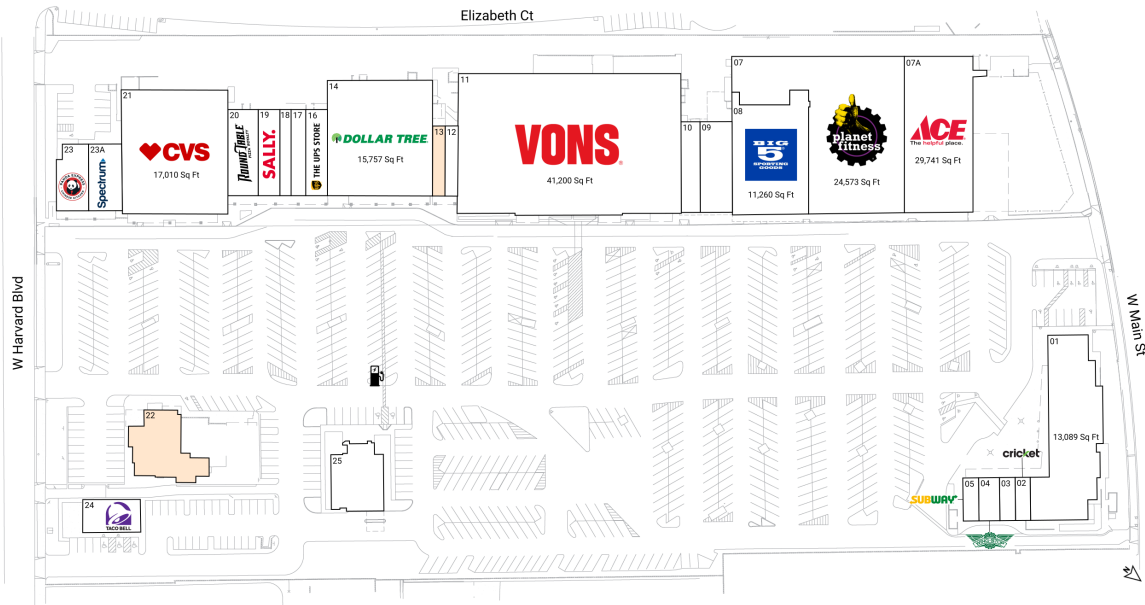 Elizabeth Ct
W Harvard Blvd
W Main St
23
PANDA EXPRESS
23A
Spectrum
21
CVS
17,010 Sq Ft
20
ROUND TABLE
PIZZA ROYALTY
19
SALLY.
18
17
16
THE UPS STORE
14
DOLLAR TREE
15,757 Sq Ft
13
12
11
VONS
41,200 Sq Ft
10
09
07
08
BIG
5
SPORTING
GOODS
11,260 Sq Ft
planet
fitness
24,573 Sq Ft
07A
ACE
The helpful place.
29,741 Sq Ft
01
13,089 Sq Ft
cricket
SUBWAY
05
04
03
02
22
25
24
TACO BELL
N